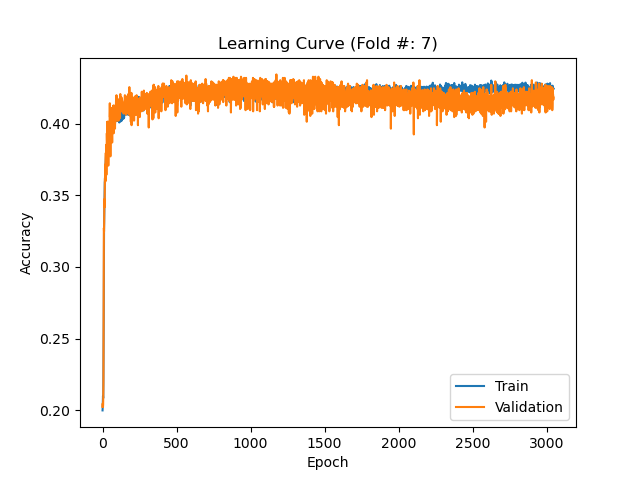 Learning Curve (Fold #: 7)
Accuracy
0.40
0.35
0.30
0.25
0.20
0 500 1000 1500 2000 2500 3000
Epoch
Train
Validation